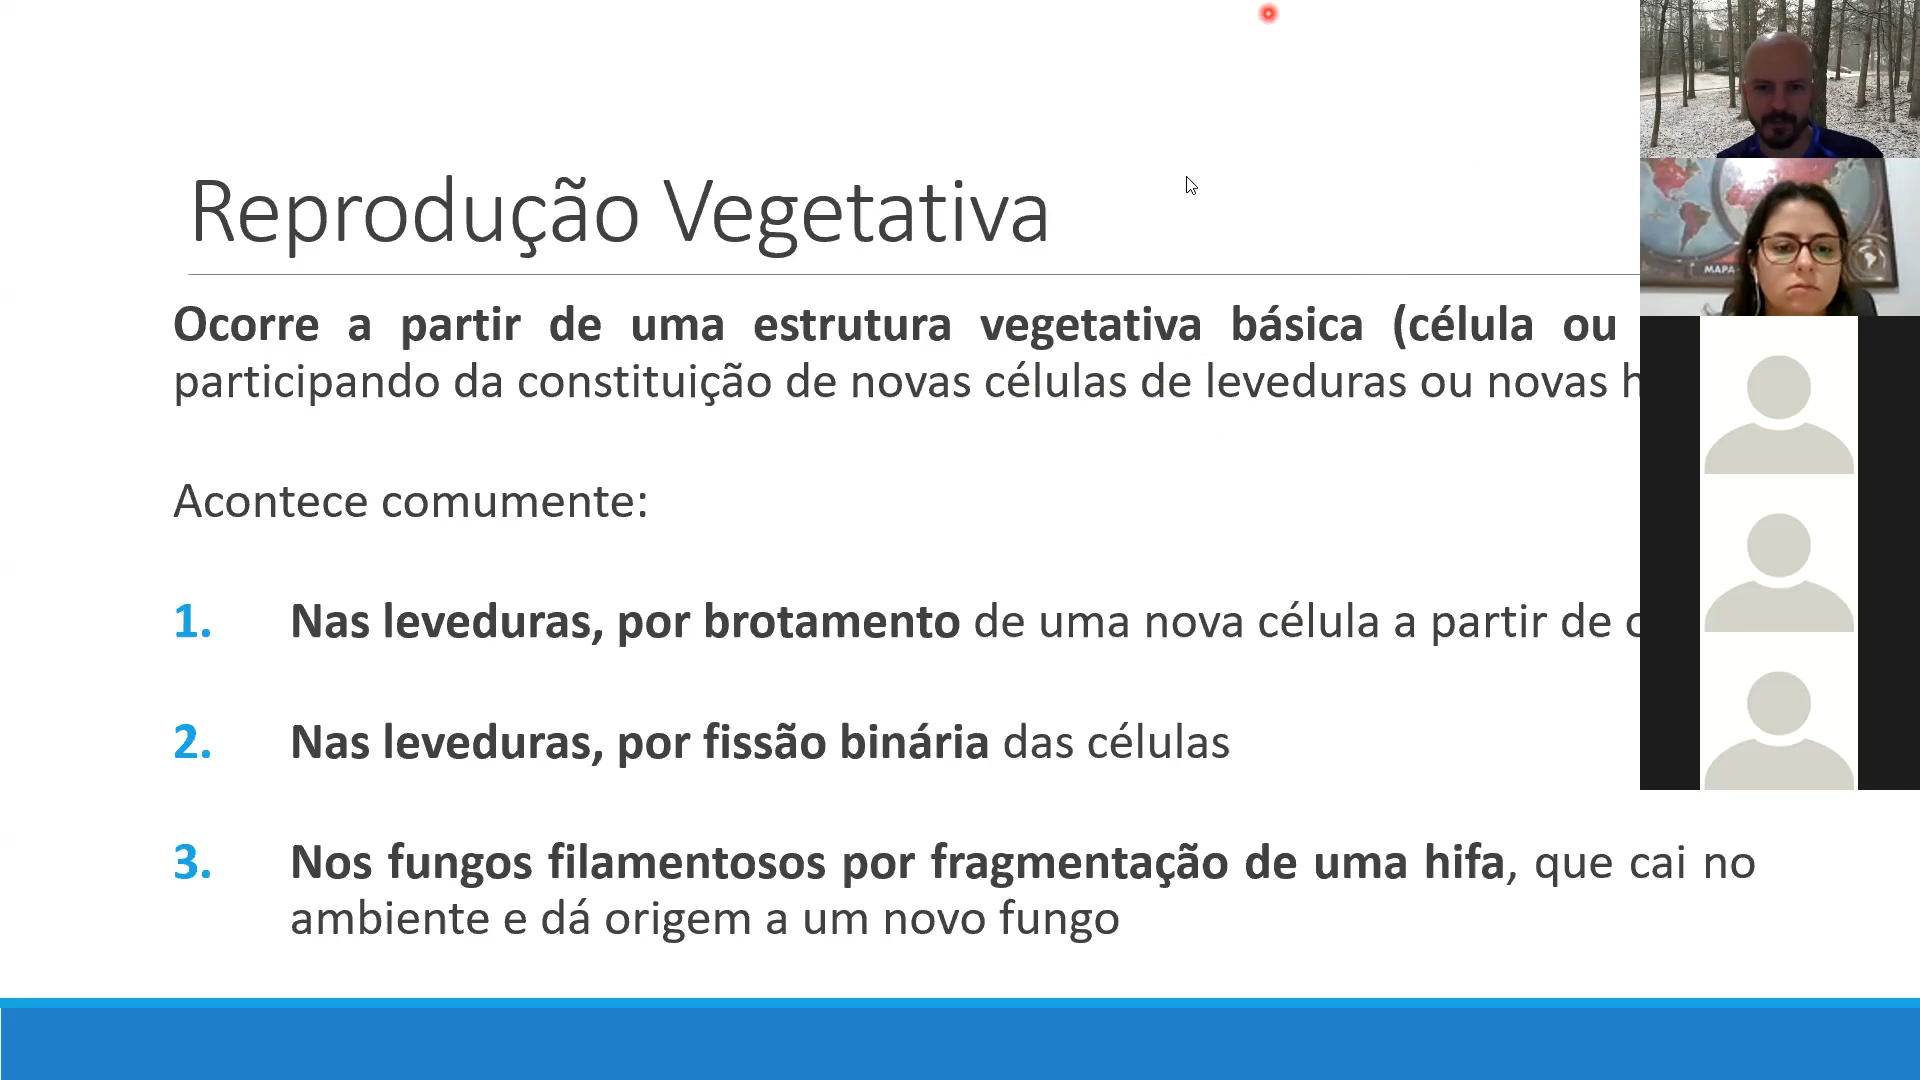 Reprodução Vegetativa
Ocorre a partir de uma estrutura vegetativa básica (célula ou
participando da constituição de novas células de leveduras ou novas
Acontece comumente:
1. Nas leveduras, por brotamento de uma nova célula a partir de
2. Nas leveduras, por fissão binária das células
3. Nos fungos filamentosos por fragmentação de uma hifa, que cai no
ambiente e dá origem a um novo fungo
MAPA